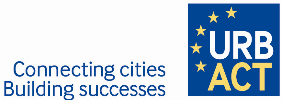 Connecting cities
Building successes
URB
ACT